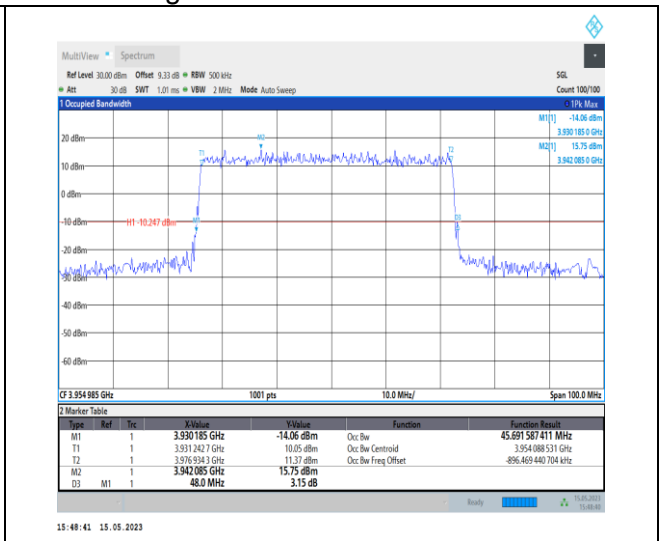 MultiView Spectrum
Ref Level 30.00 dBm Offset 9.33 dB RBW 500 kHz SGL
Att 30 dB SWT 1.01 ms VBW 2 MHz Mode Auto Sweep Count 100/100
1 Occupied Bandwidth 1Pk Max
M1[1] -14.06 dBm
3.930 185 0 GHz
M2[1] 15.75 dBm
3.942 085 0 GHz
20 dBm
M2
T1
T2
10 dBm
0 dBm
-10 dBm
H1 -10.247 dBm
M1
D3
-20 dBm
-30 dBm
-40 dBm
-50 dBm
-60 dBm
CF 3.954 985 GHz 1001 pts 10.0 MHz/ Span 100.0 MHz
2 Marker Table
Type Ref Trc X-Value Y-Value Function Function Result
M1 1 3.930 185 GHz -14.06 dBm Occ Bw 45.691 587 411 MHz
T1 1 3.931 242 7 GHz 10.05 dBm Occ Bw Centroid 3.954 088 531 GHz
T2 1 3.976 934 3 GHz 11.37 dBm Occ Bw Freq Offset -896.469 440 704 kHz
M2 1 3.942 085 GHz 15.75 dBm
D3 M1 1 48.0 MHz 3.15 dB
Ready 15.05.2023
15:48:40
15:48:41 15.05.2023